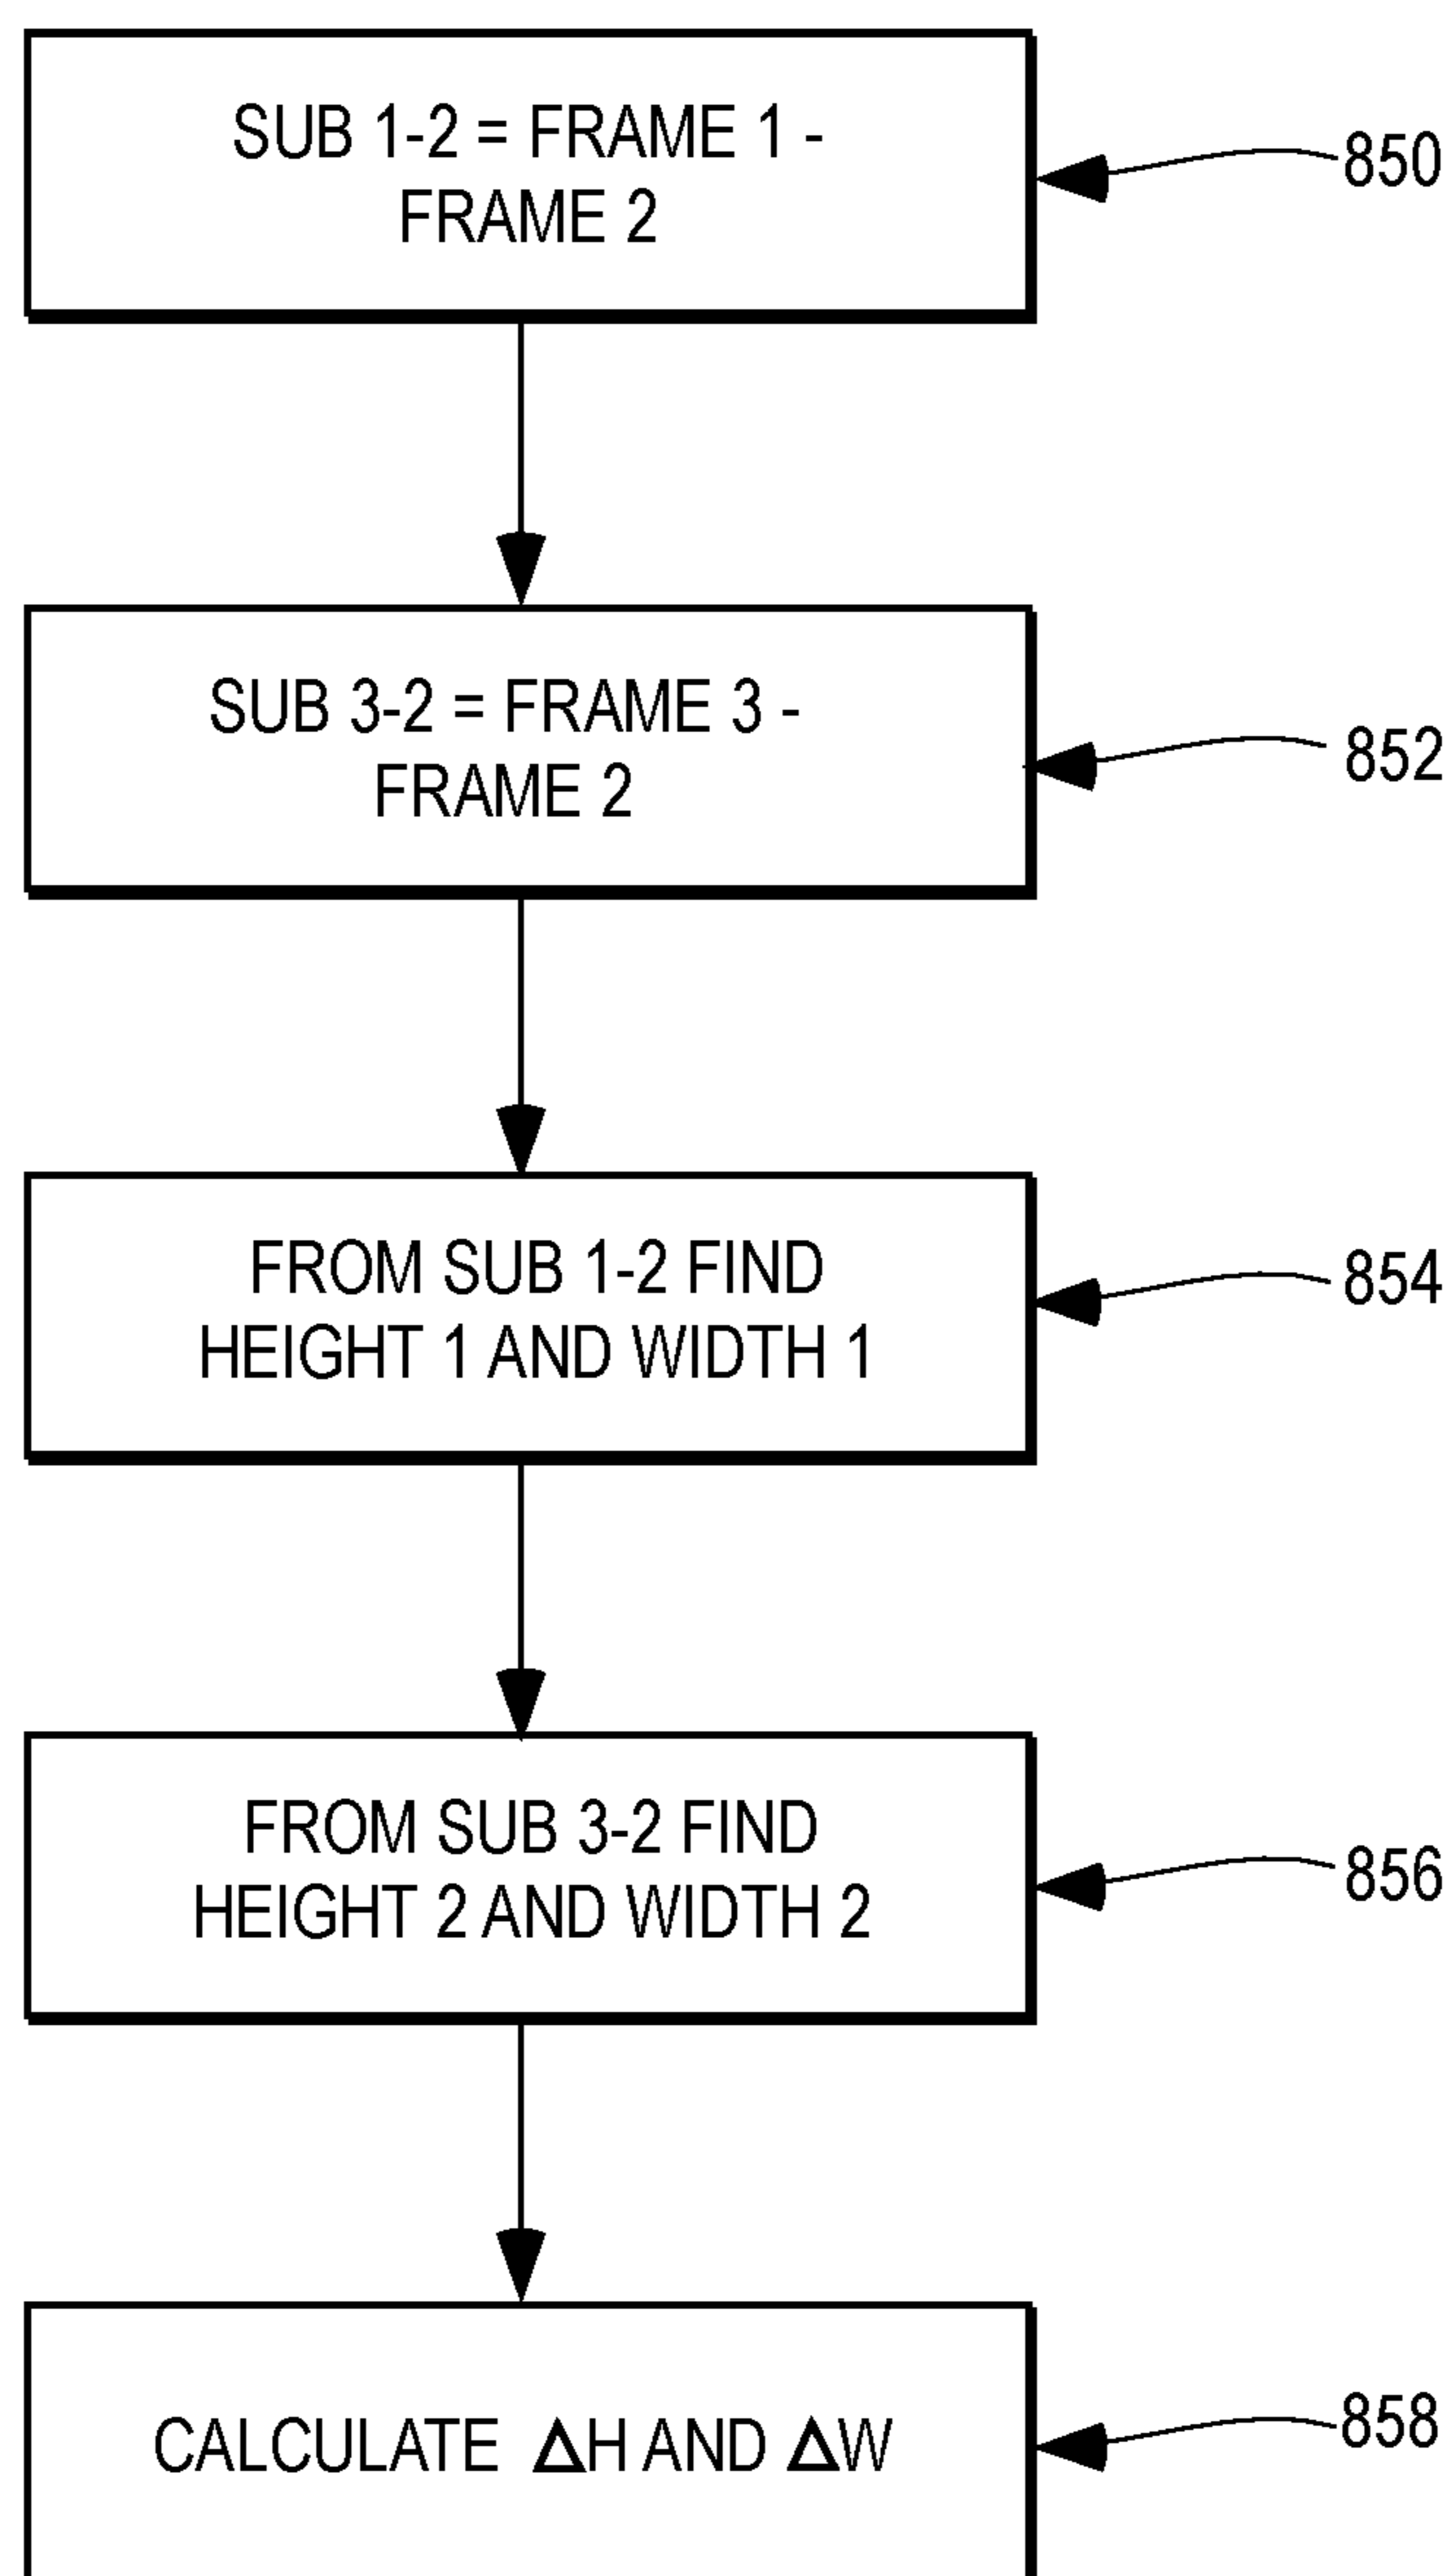 SUB 1-2 = FRAME 1 -
FRAME 2
850
SUB 3-2 = FRAME 3 -
FRAME 2
852
FROM SUB 1-2 FIND
HEIGHT 1 AND WIDTH 1
854
FROM SUB 3-2 FIND
HEIGHT 2 AND WIDTH 2
856
CALCULATE ΔH AND ΔW
858